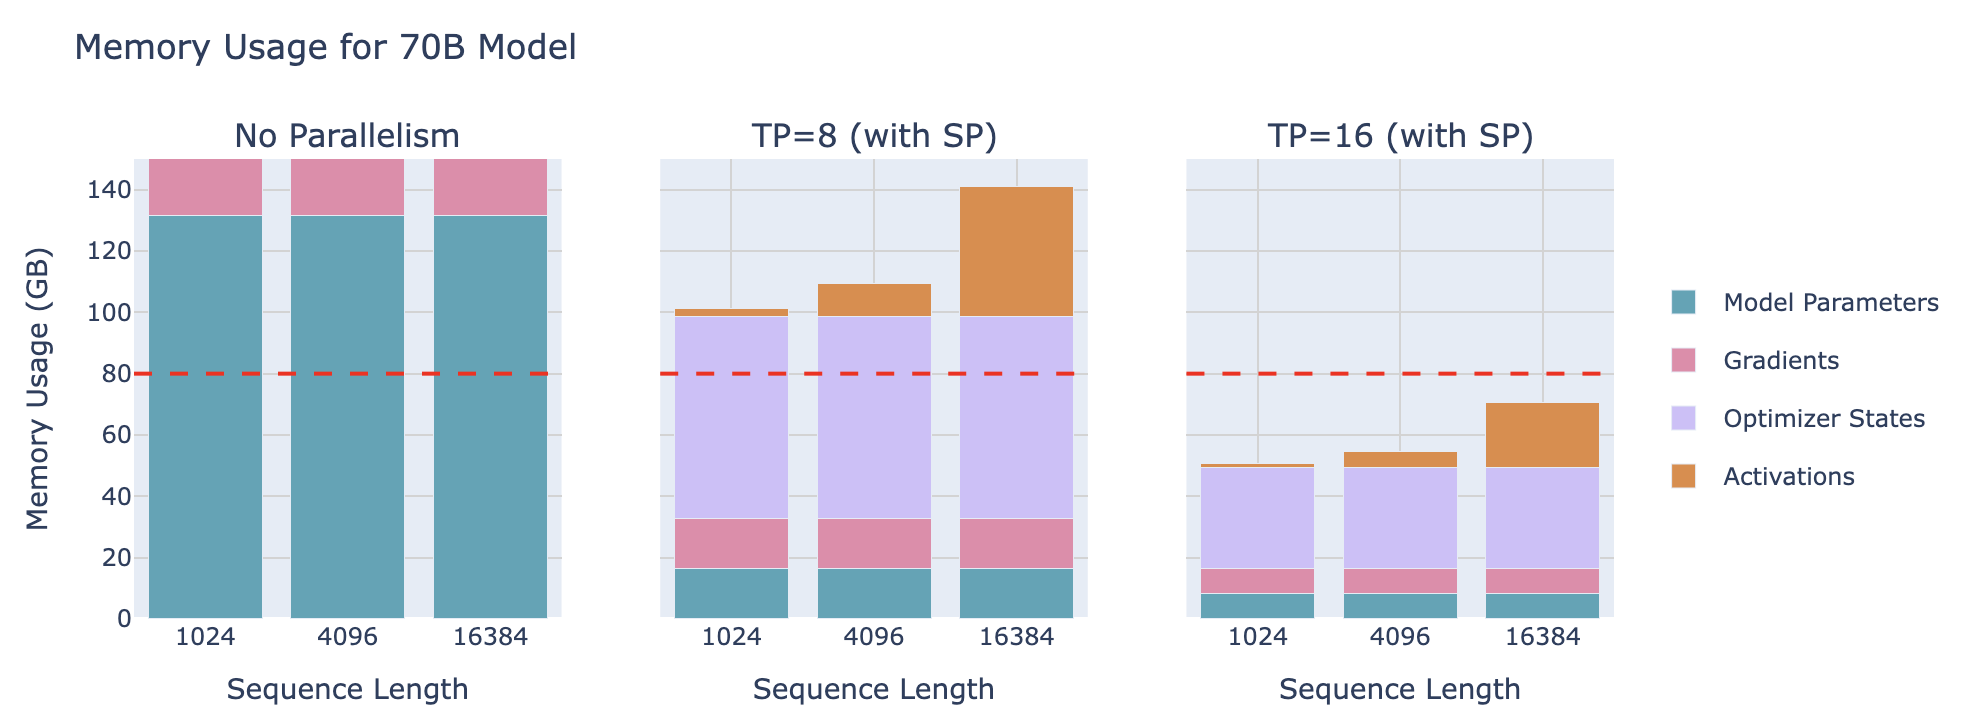 Memory Usage for 70B Model
No Parallelism
TP=8 (with SP)
TP=16 (with SP)
Memory Usage (GB)
140
120
100
80
60
40
20
0
1024 4096 16384
1024 4096 16384
1024 4096 16384
Sequence Length
Sequence Length
Sequence Length
Model Parameters
Gradients
Optimizer States
Activations